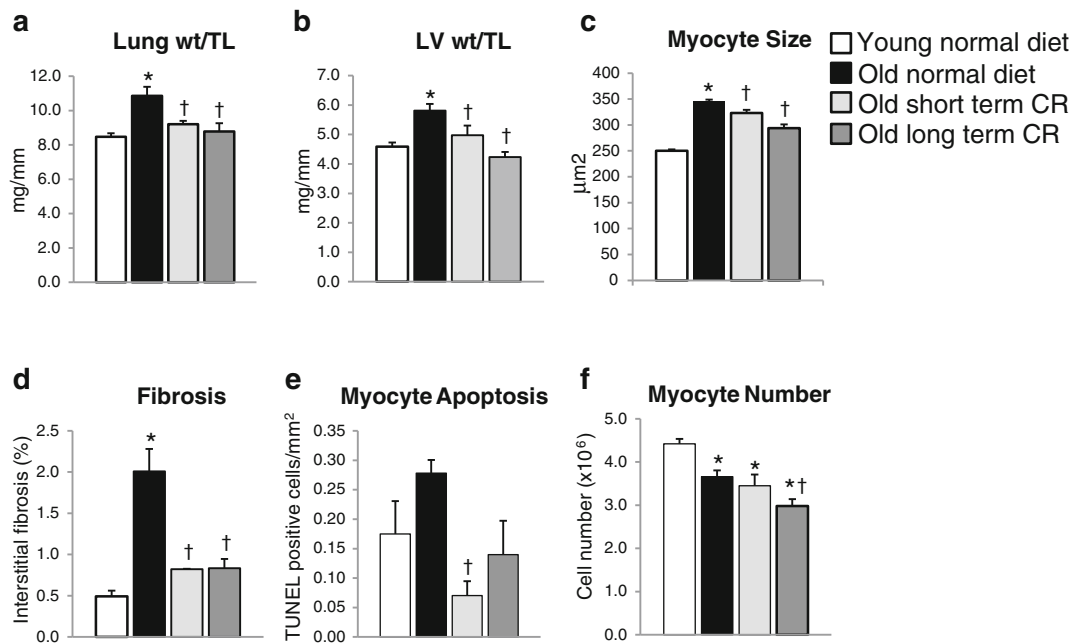 a
Lung wt/TL
mg/mm
12.0
10.0
8.0
6.0
4.0
2.0
0.0
*
†
†
b
LV wt/TL
mg/mm
7.0
6.0
5.0
4.0
3.0
2.0
1.0
0.0
*
†
†
c
Myocyte Size
μm2
400
350
300
250
200
150
100
50
0
*
†
†
Young normal diet
Old normal diet
Old short term CR
Old long term CR
d
Fibrosis
Interstitial fibrosis (%)
2.5
2.0
1.5
1.0
0.5
0.0
*
†
†
e
Myocyte Apoptosis
TUNEL positive cells/mm²
0.35
0.30
0.25
0.20
0.15
0.10
0.05
0.00
†
f
Myocyte Number
Cell number (x10⁶)
5.0
4.0
3.0
2.0
1.0
0.0
*
*
*†